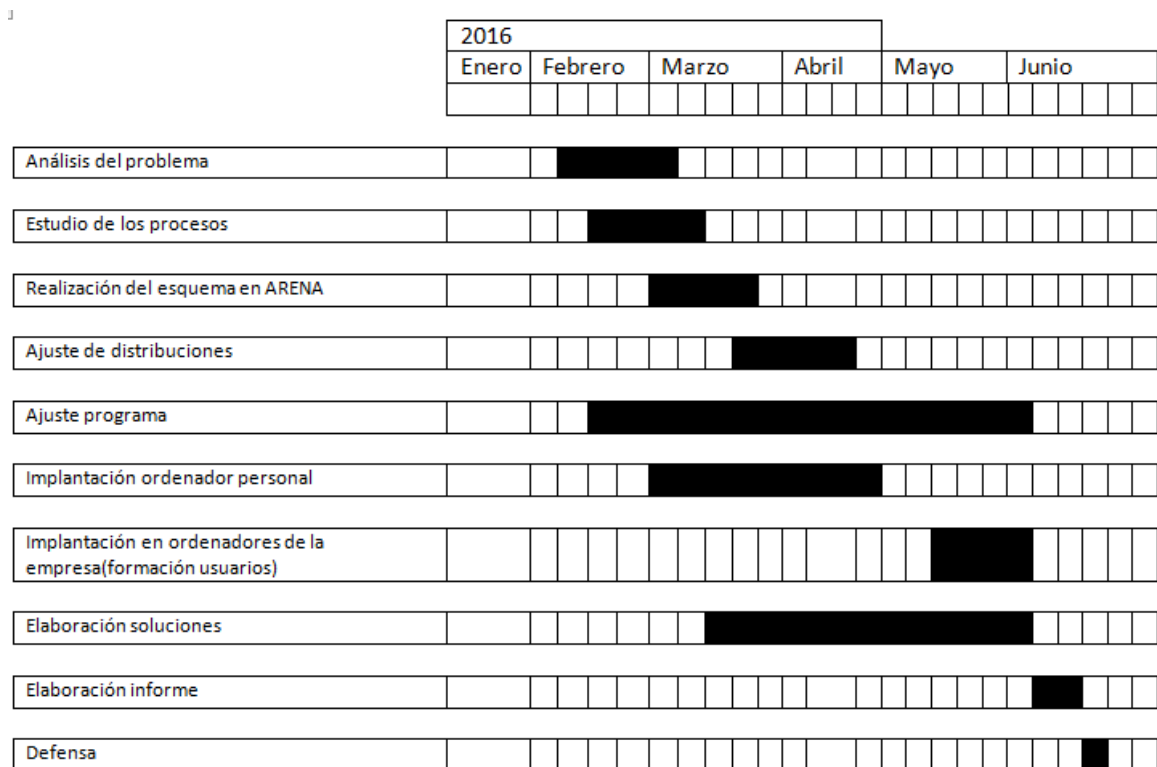 2016
Enero Febrero Marzo Abril Mayo Junio
Análisis del problema
Estudio de los procesos
Realización del esquema en ARENA
Ajuste de distribuciones
Ajuste programa
Implantación ordenador personal
Implantación en ordenadores de la
empresa(formación usuarios)
Elaboración soluciones
Elaboración informe
Defensa